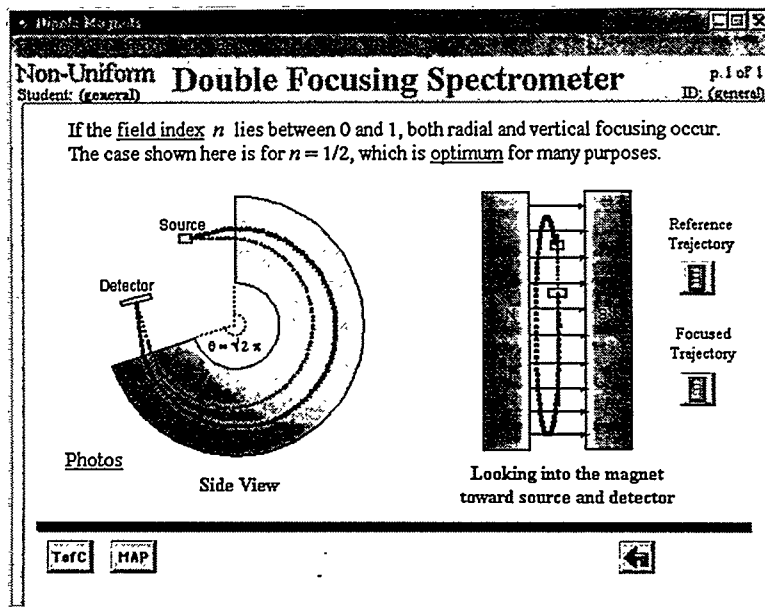 Dipole Magnets
Non-Uniform
Student: (general)
Double Focusing Spectrometer
p.1 of 1
ID: (general)
If the field index n lies between 0 and 1, both radial and vertical focusing occur.
The case shown here is for n = 1/2, which is optimum for many purposes.
Source
Detector
θ = √2 π
Photos
Side View
Looking into the magnet
toward source and detector
Reference
Trajectory
Focused
Trajectory
TofC
MAP